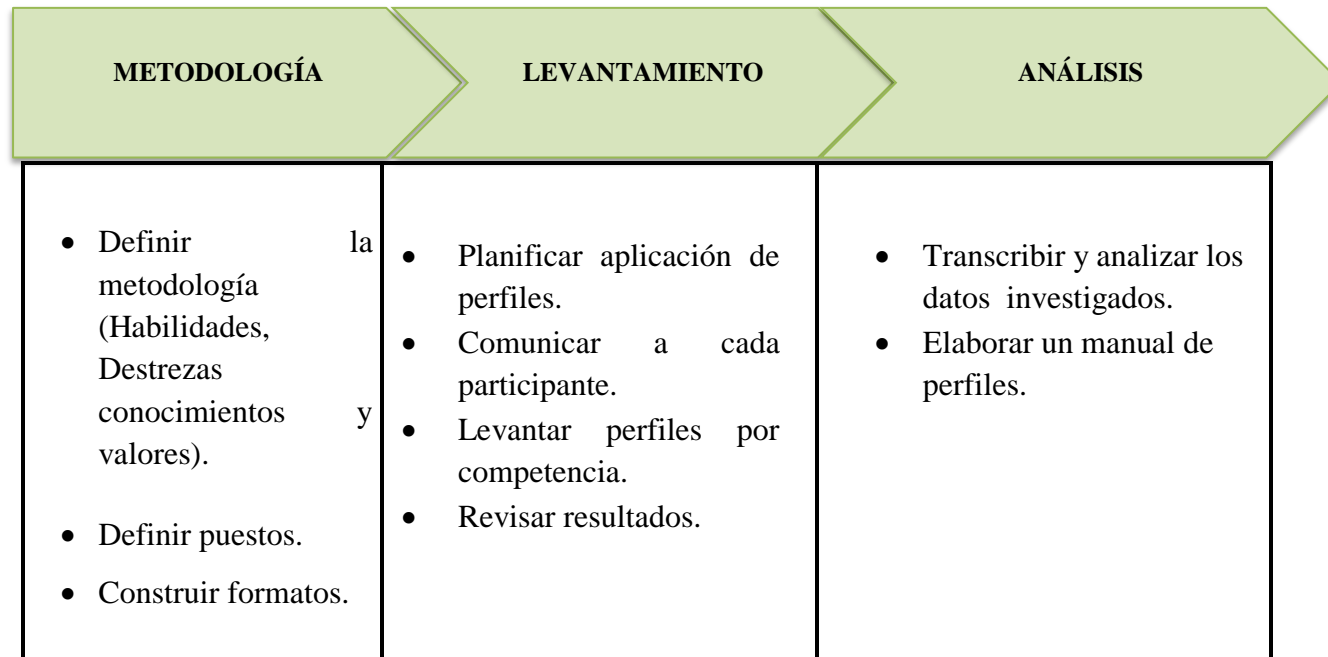 METODOLOGÍA
LEVANTAMIENTO
ANÁLISIS
• Definir la
metodología
(Habilidades,
Destrezas
conocimientos y
valores).
• Definir puestos.
• Construir formatos.
• Planificar aplicación de
perfiles.
• Comunicar a cada
participante.
• Levantar perfiles por
competencia.
• Revisar resultados.
• Transcribir y analizar los
datos investigados.
• Elaborar un manual de
perfiles.